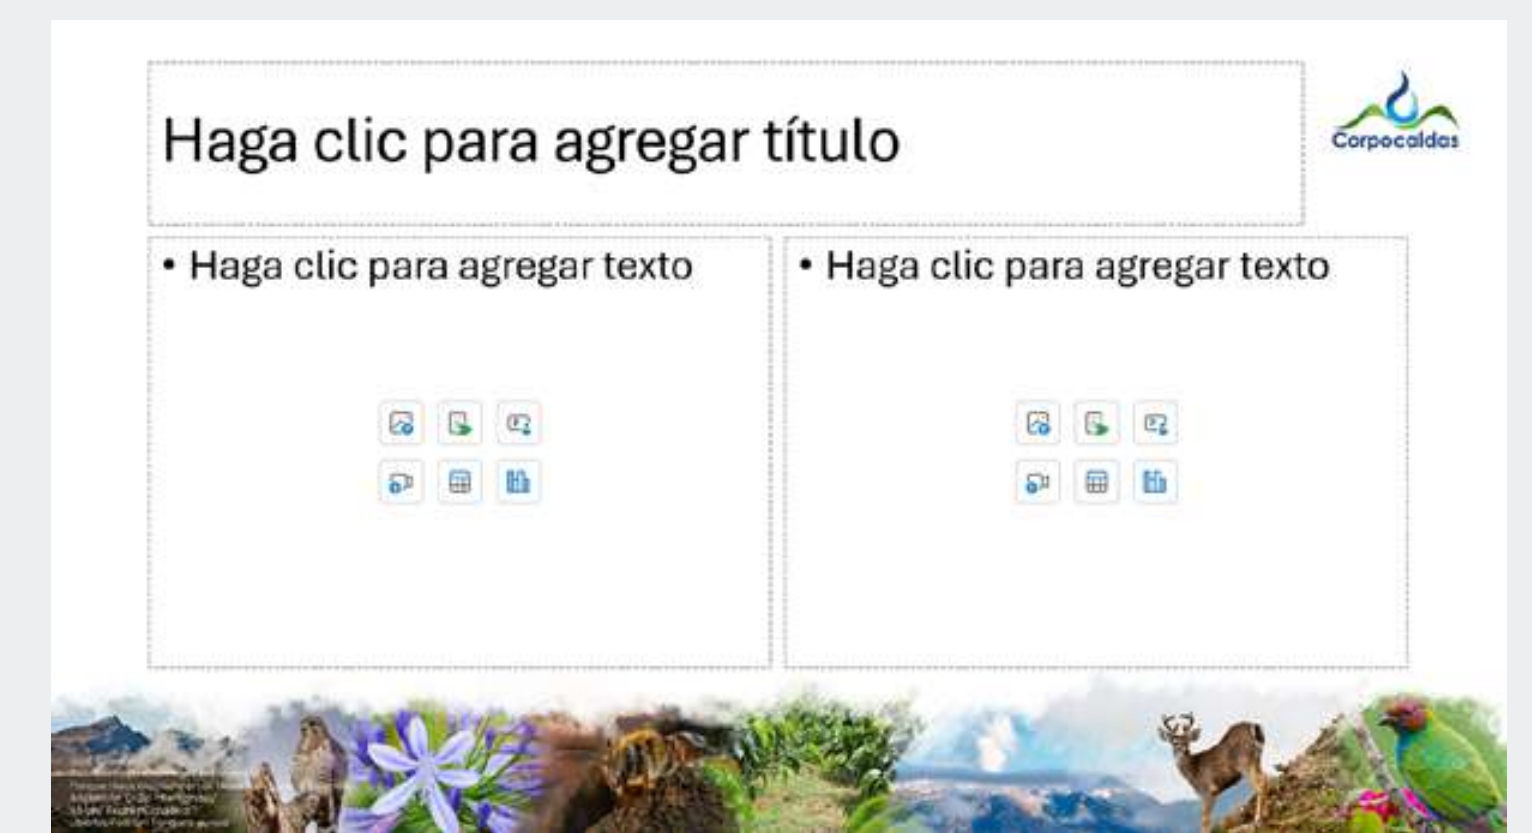 Haga clic para agregar título
Corpocaldas
• Haga clic para agregar texto
• Haga clic para agregar texto